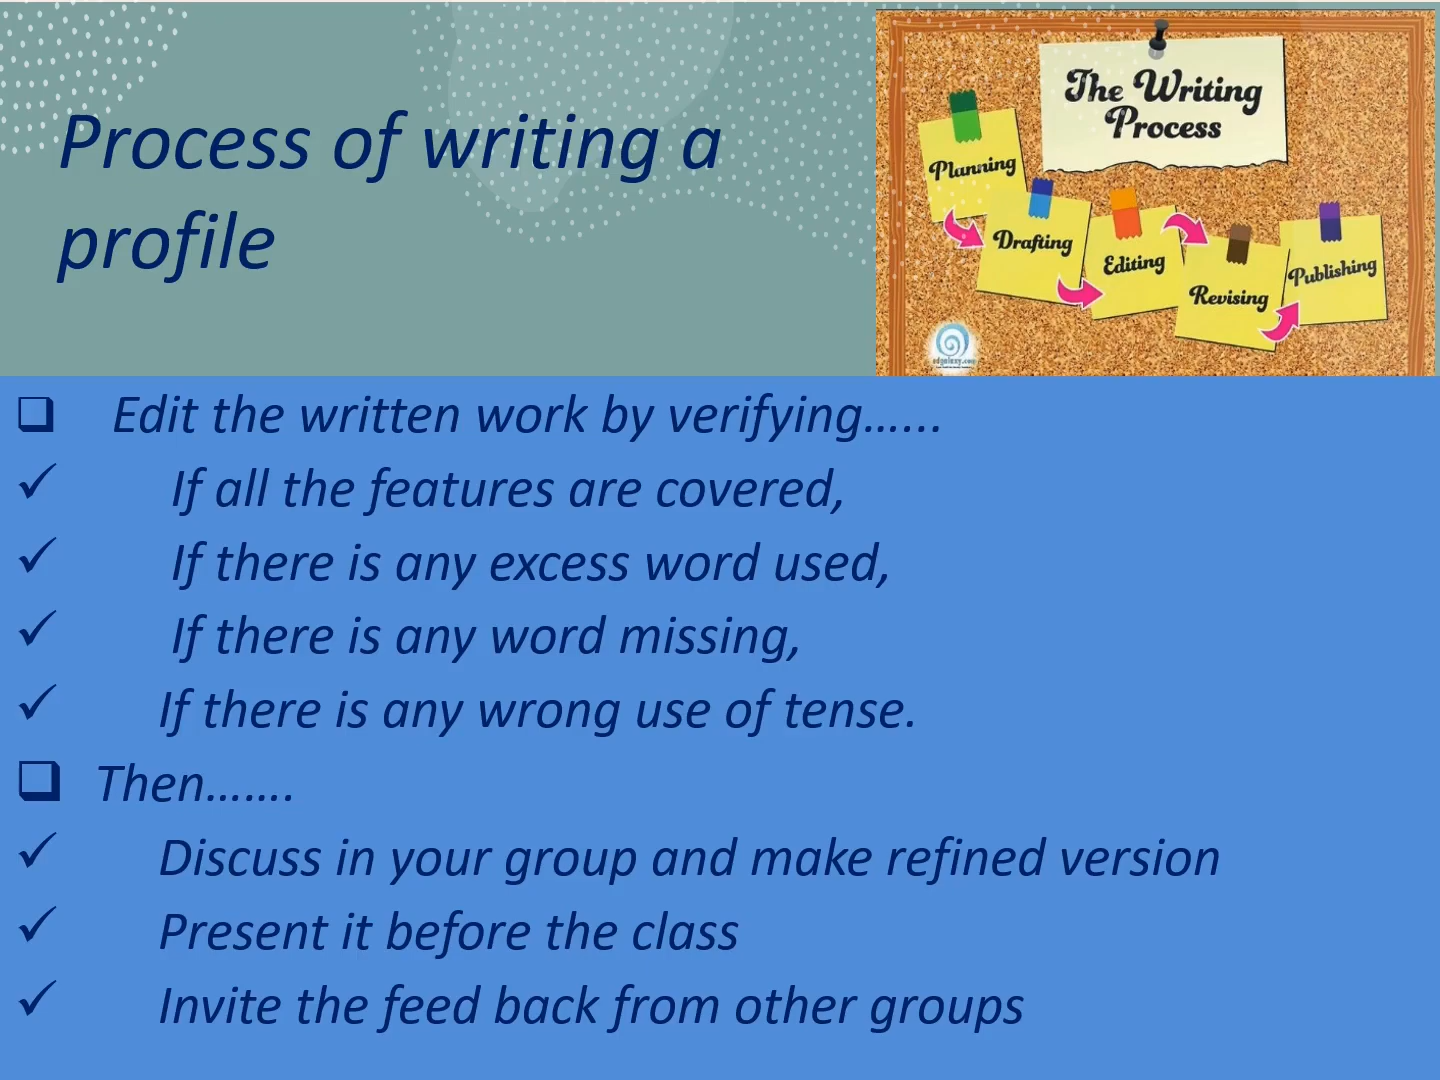 Process of writing a
profile
The Writing
Process
Planning
Drafting
Editing
Revising
Publishing
edgalaxy.com
Edit the written work by verifying…...
If all the features are covered,
If there is any excess word used,
If there is any word missing,
If there is any wrong use of tense.
Then…….
Discuss in your group and make refined version
Present it before the class
Invite the feed back from other groups